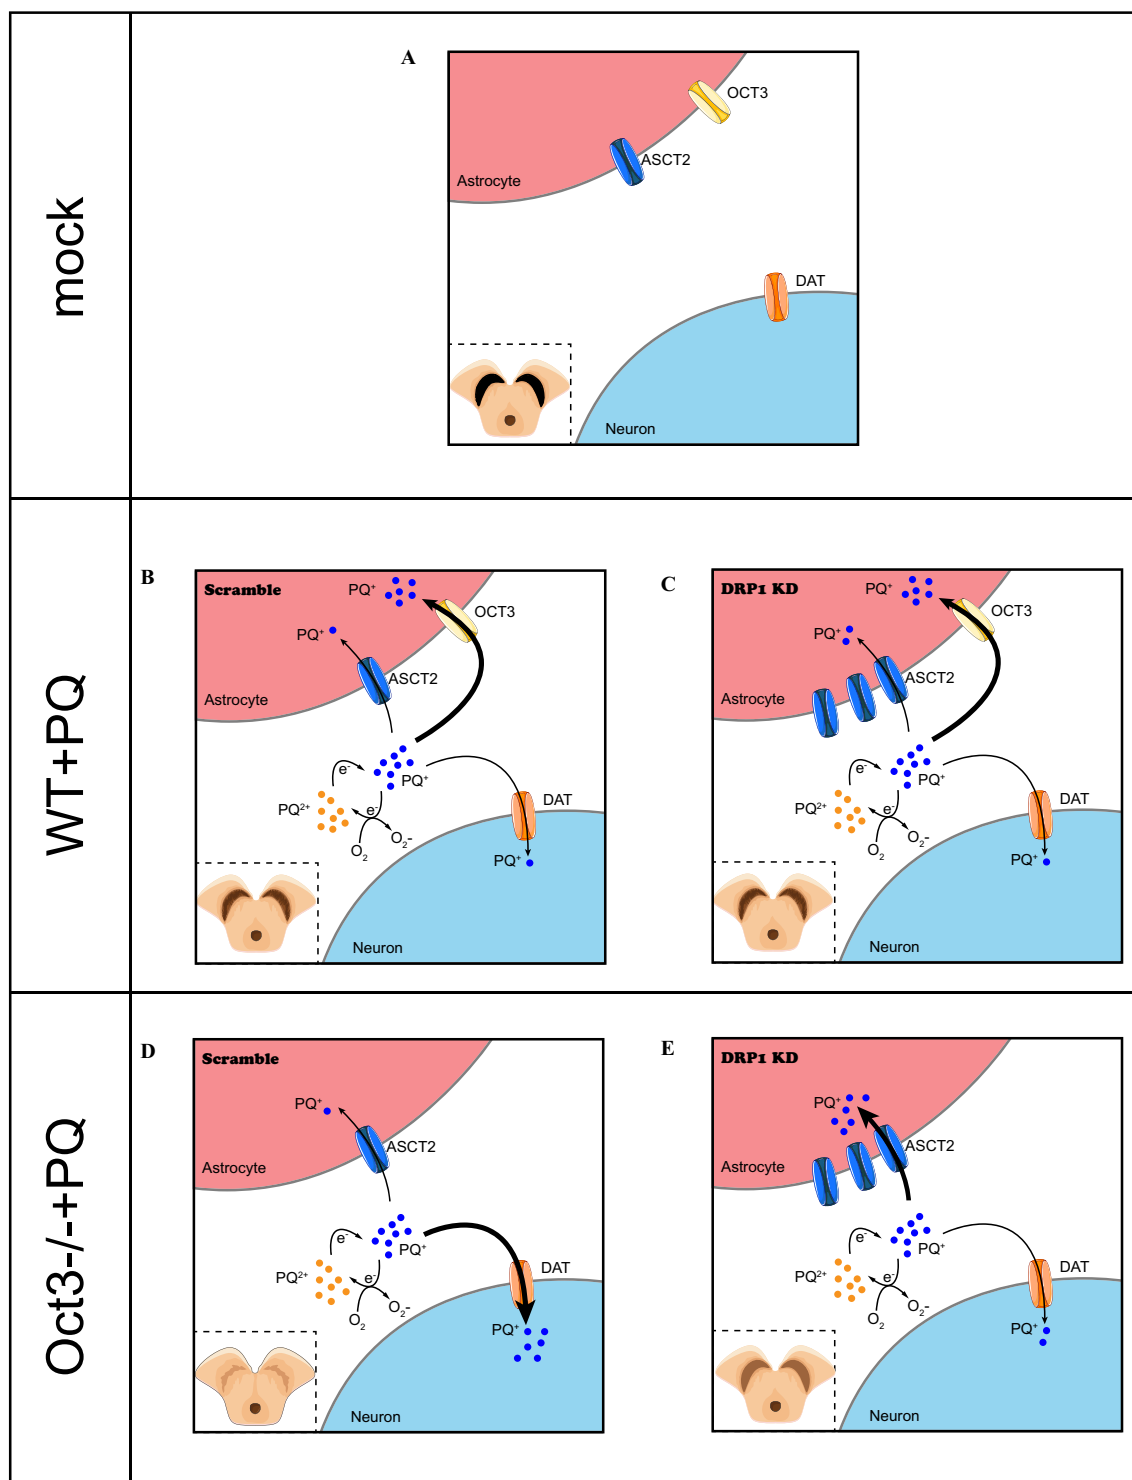 mock
A
OCT3
ASCT2
Astrocyte
DAT
Neuron
WT+PQ
B
Scramble
PQ⁺
OCT3
PQ⁺
ASCT2
Astrocyte
e⁻
PQ⁺
PQ²⁺
e⁻
DAT
O₂
O₂-
PQ⁺
Neuron
C
DRP1 KD
PQ⁺
OCT3
PQ⁺
ASCT2
Astrocyte
e⁻
PQ⁺
PQ²⁺
e⁻
DAT
O₂
O₂-
PQ⁺
Neuron
Oct3-/-+PQ
D
Scramble
PQ⁺
ASCT2
Astrocyte
e⁻
PQ⁺
PQ²⁺
e⁻
DAT
O₂
O₂-
PQ⁺
Neuron
E
DRP1 KD
PQ⁺
ASCT2
Astrocyte
e⁻
PQ⁺
PQ²⁺
e⁻
DAT
O₂
O₂-
PQ⁺
Neuron